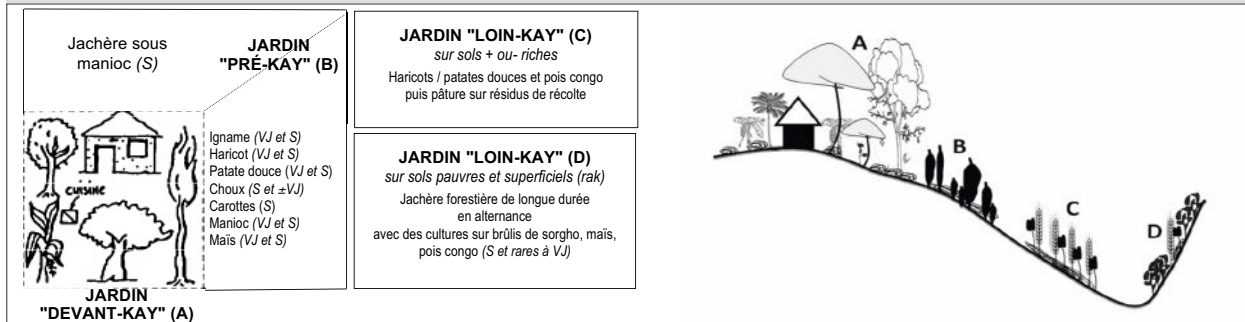 Jachère sous
manioc (S)
JARDIN
"PRÉ-KAY" (B)
CUISINE
Igname (VJ et S)
Haricot (VJ et S)
Patate douce (VJ et S)
Choux (S et ±VJ)
Carottes (S)
Manioc (VJ et S)
Maïs (VJ et S)
JARDIN
"DEVANT-KAY" (A)
JARDIN "LOIN-KAY" (C)
sur sols + ou- riches
Haricots / patates douces et pois congo
puis pâture sur résidus de récolte
JARDIN "LOIN-KAY" (D)
sur sols pauvres et superficiels (rak)
Jachère forestière de longue durée
en alternance
avec des cultures sur brûlis de sorgho, maïs,
pois congo (S et rares à VJ)
A
B
C
D